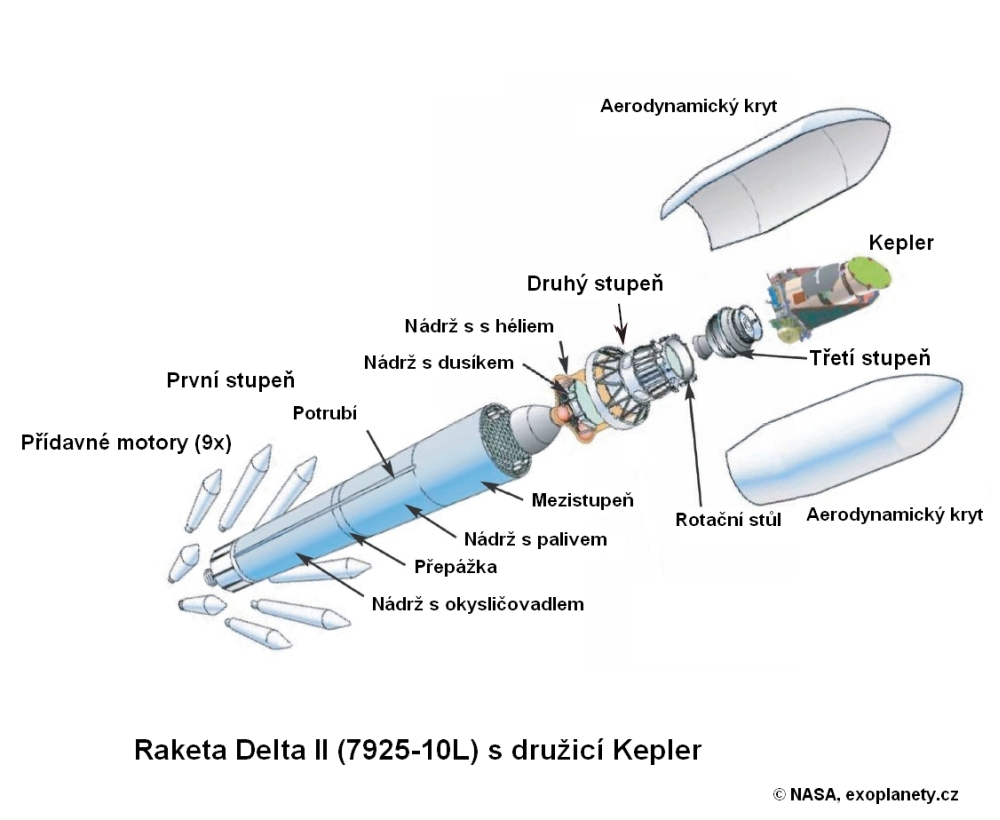 Aerodynamický kryt
Kepler
Druhý stupeň
Nádrž s s héliem
Nádrž s dusíkem
Třetí stupeň
První stupeň
Potrubí
Přídavné motory (9x)
Mezistupeň
Rotační stůl
Aerodynamický kryt
Nádrž s palivem
Přepážka
Nádrž s okysličovadlem
Raketa Delta II (7925-10L) s družicí Kepler
© NASA, exoplanety.cz